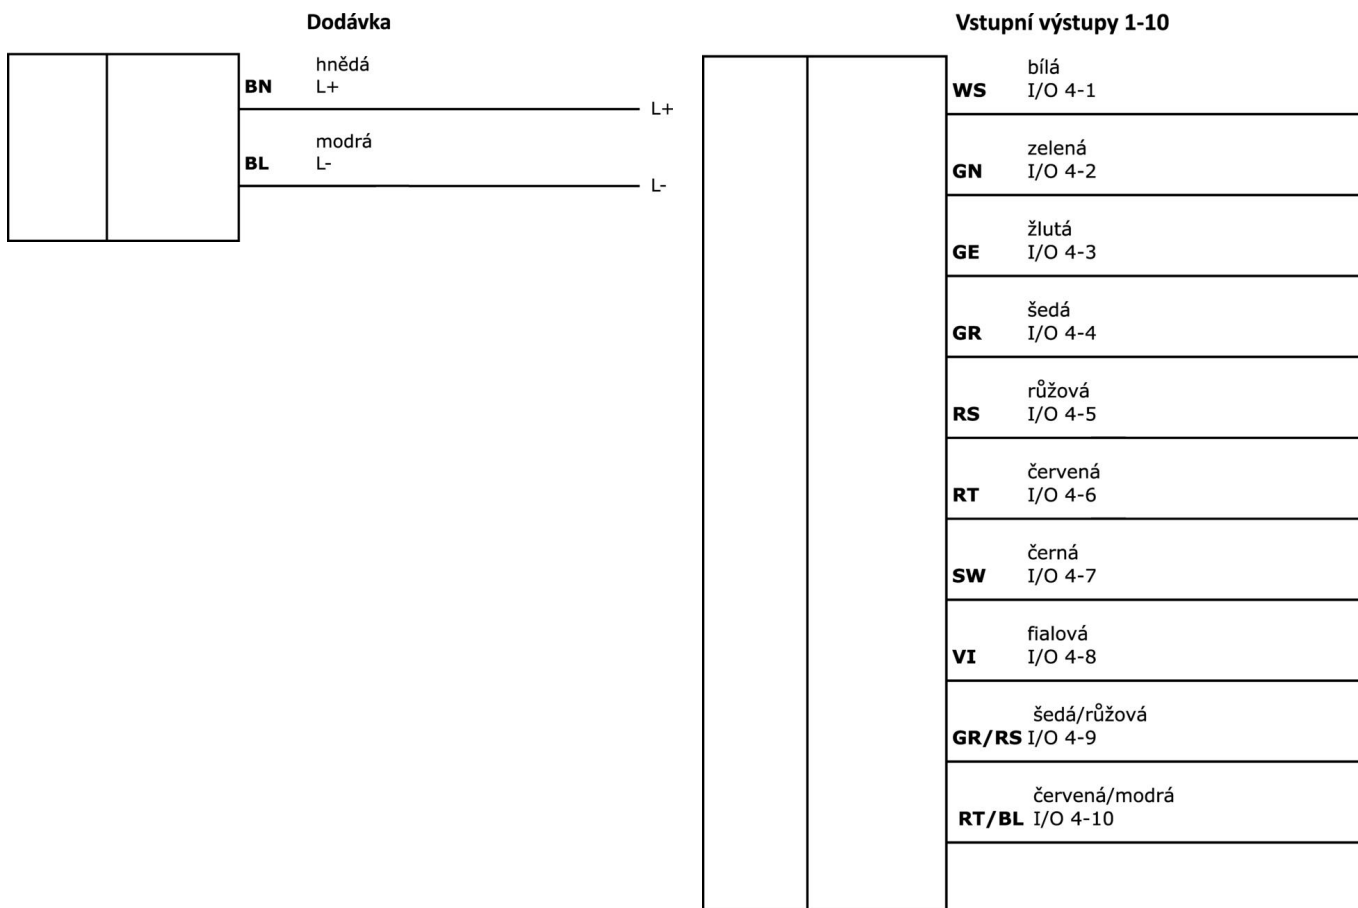 Dodávka
hnědá
BN L+
L+
modrá
BL L-
L-
Vstupní výstupy 1-10
bílá
WS I/O 4-1
zelená
GN I/O 4-2
žlutá
GE I/O 4-3
šedá
GR I/O 4-4
růžová
RS I/O 4-5
červená
RT I/O 4-6
černá
SW I/O 4-7
fialová
VI I/O 4-8
šedá/růžová
GR/RS I/O 4-9
červená/modrá
RT/BL I/O 4-10